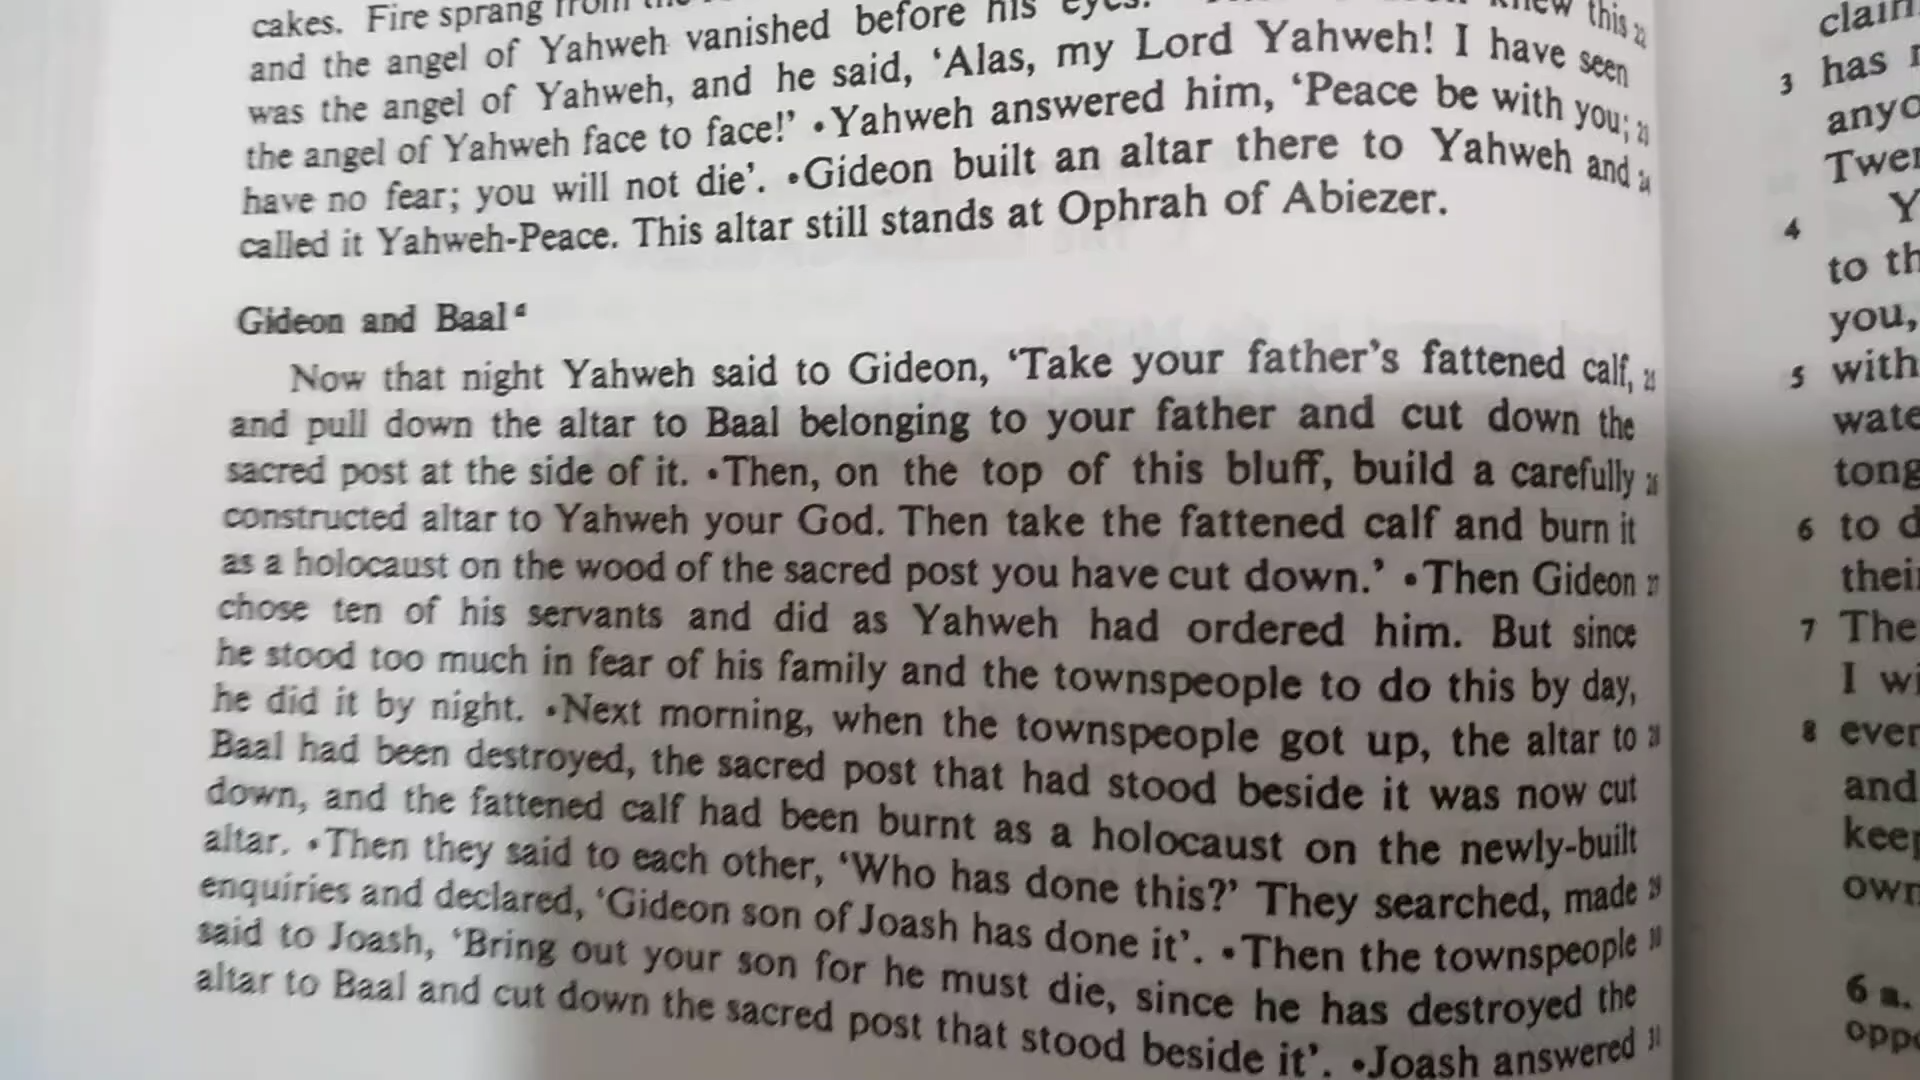 cakes. Fire sprang from the
and the angel of Yahweh vanished before his eyes. knew this 22
was the angel of Yahweh, and he said, ‘Alas, my Lord Yahweh! I have seen
the angel of Yahweh face to face!’ •Yahweh answered him, ‘Peace be with you; 23
have no fear; you will not die’. •Gideon built an altar there to Yahweh and 24
called it Yahweh-Peace. This altar still stands at Ophrah of Abiezer.
Gideon and Baal
Now that night Yahweh said to Gideon, ‘Take your father’s fattened calf, 25
and pull down the altar to Baal belonging to your father and cut down the
sacred post at the side of it. •Then, on the top of this bluff, build a carefully 26
constructed altar to Yahweh your God. Then take the fattened calf and burn it
as a holocaust on the wood of the sacred post you have cut down.’ •Then Gideon 27
chose ten of his servants and did as Yahweh had ordered him. But since
he stood too much in fear of his family and the townspeople to do this by day,
he did it by night. •Next morning, when the townspeople got up, the altar to 28
Baal had been destroyed, the sacred post that had stood beside it was now cut
down, and the fattened calf had been burnt as a holocaust on the newly-built
altar. •Then they said to each other, ‘Who has done this?’ They searched, made 29
enquiries and declared, ‘Gideon son of Joash has done it’. •Then the townspeople 30
said to Joash, ‘Bring out your son for he must die, since he has destroyed the
altar to Baal and cut down the sacred post that stood beside it’. •Joash answered 31
3 has
4
to th
you,
5 with
6 to d
7 The
I wi
8 ever
and
own
6 a.